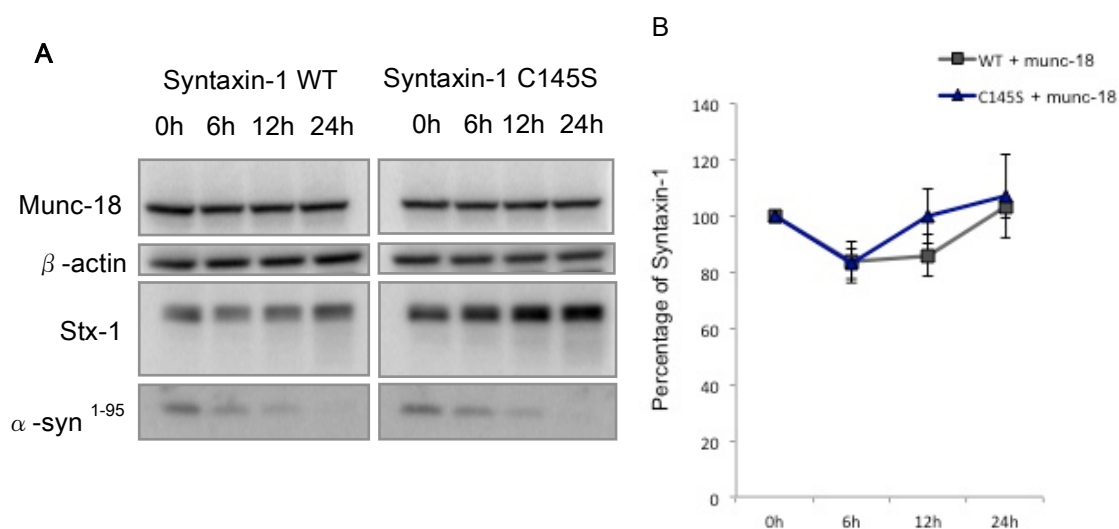 A
Syntaxin-1 WT
Syntaxin-1 C145S
0h 6h 12h 24h
0h 6h 12h 24h
Munc-18
β-actin
Stx-1
α-syn 1-95
B
WT + munc-18
C145S + munc-18
Percentage of Syntaxin-1
140
120
100
80
60
40
20
0
0h 6h 12h 24h